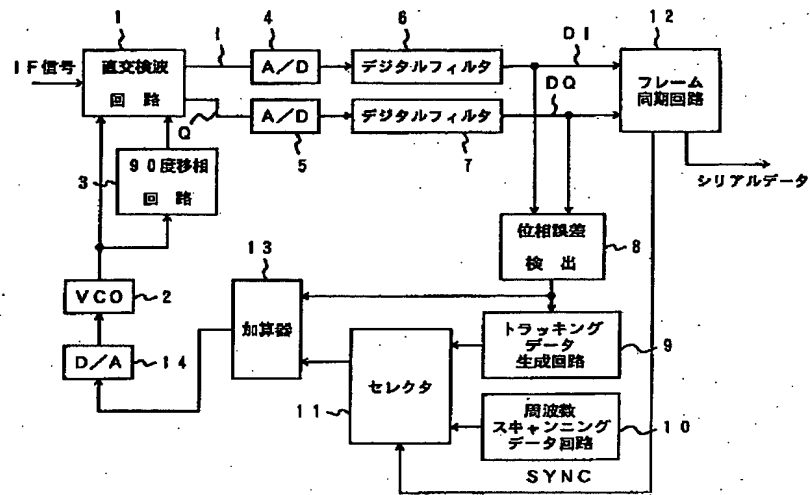 1
4
6
DI
12
IF信号
直交検波
回 路
I
A/D
デジタルフィルタ
フレーム
同期回路
Q
A/D
デジタルフィルタ
DQ
5
7
シリアルデータ
3
90度移相
回 路
位相誤差
検 出
8
13
VCO
2
加算器
トラッキング
データ
生成回路
9
D/A
14
セレクタ
11
周波数
スキャンニング
データ回路
10
SYNC